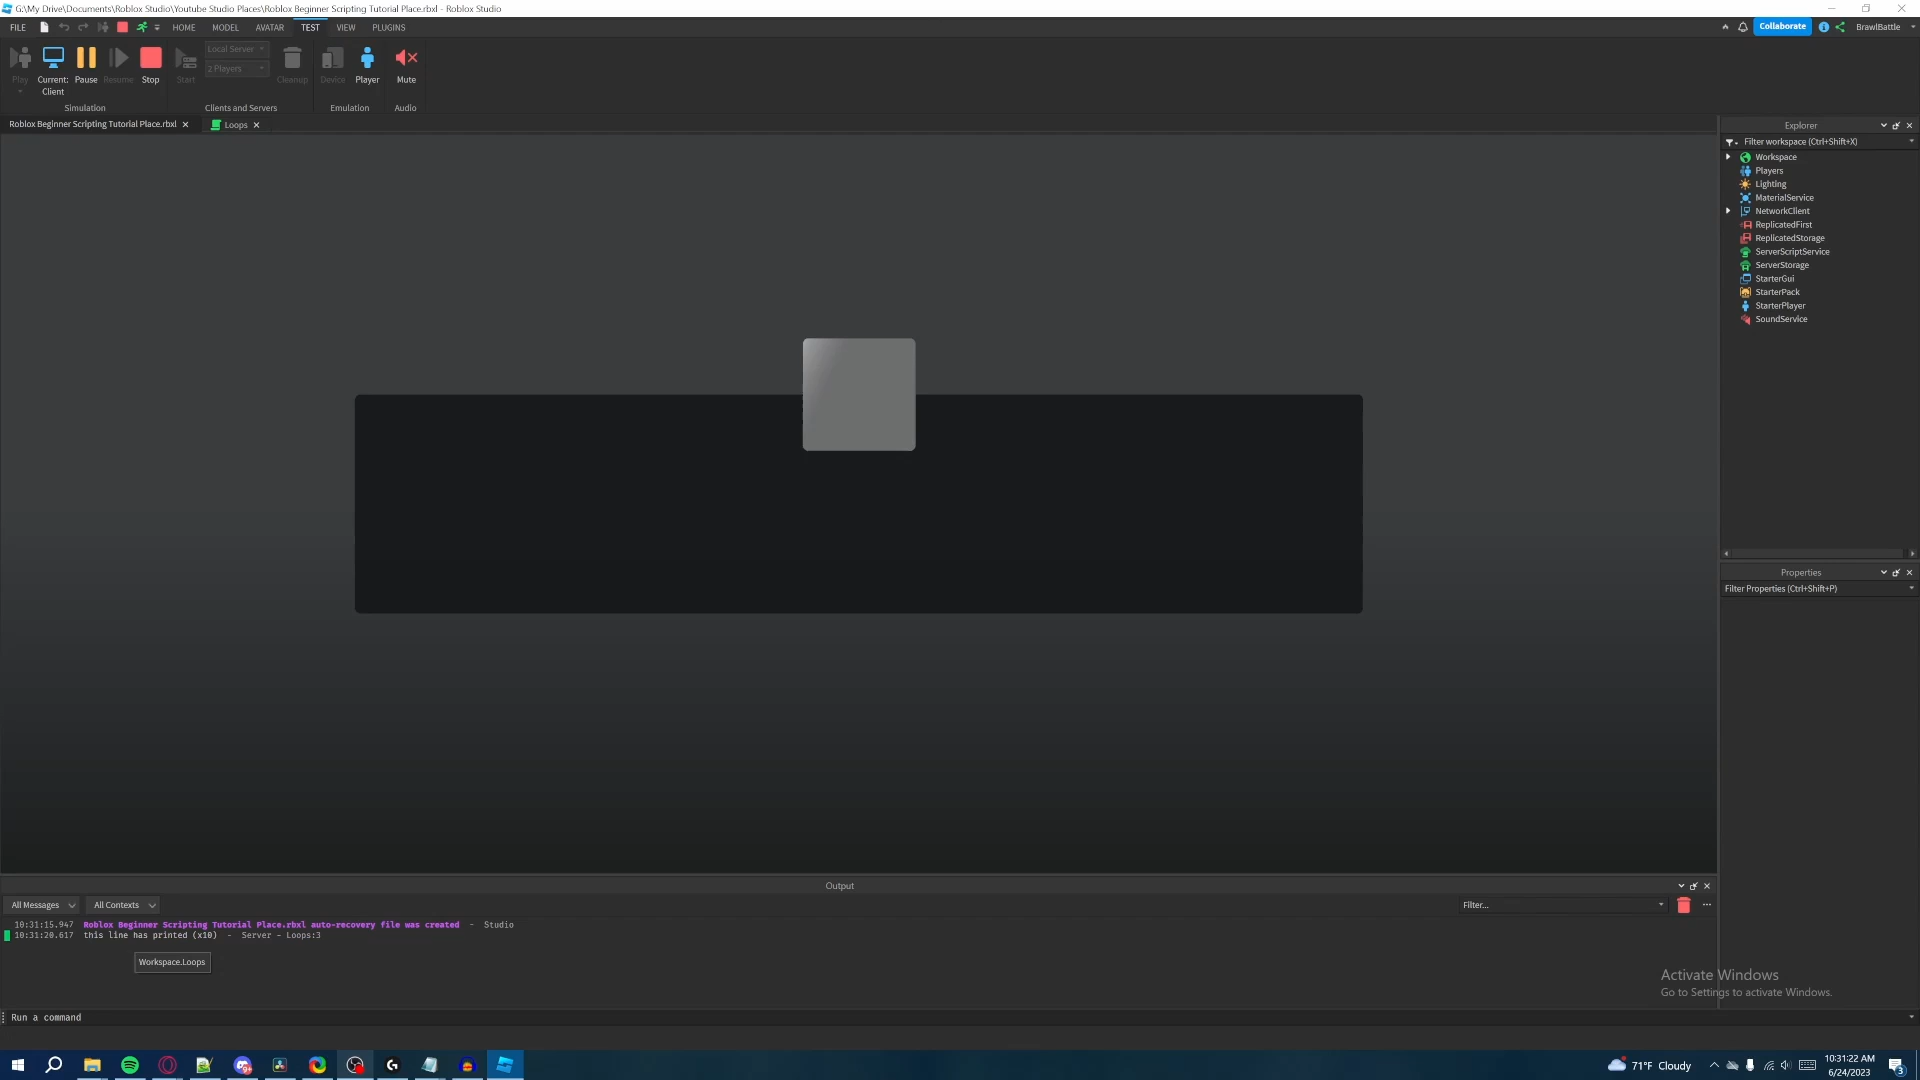 G:\My Drive\Documents\Roblox Studio\Youtube Studio Places\Roblox Beginner Scripting Tutorial Place.rbxl - Roblox Studio
FILE HOME MODEL AVATAR TEST VIEW PLUGINS Collaborate BrawlBattle
Local Server
2 Players
Play Current: Client Pause Resume Stop Start Cleanup Device Player Mute
Simulation Clients and Servers Emulation Audio
Roblox Beginner Scripting Tutorial Place.rbxl Loops
Explorer
Filter workspace (Ctrl+Shift+X)
Workspace
Players
Lighting
MaterialService
NetworkClient
ReplicatedFirst
ReplicatedStorage
ServerScriptService
ServerStorage
StarterGui
StarterPack
StarterPlayer
SoundService
Properties
Filter Properties (Ctrl+Shift+P)
Output
All Messages All Contexts Filter...
10:31:15.947 Roblox Beginner Scripting Tutorial Place.rbxl auto-recovery file was created - Studio
10:31:20.617 this line has printed (x10) - Server - Loops:3
Workspace.Loops
Activate Windows
Go to Settings to activate Windows.
Run a command
71°F Cloudy
10:31:22 AM
6/24/2023
3